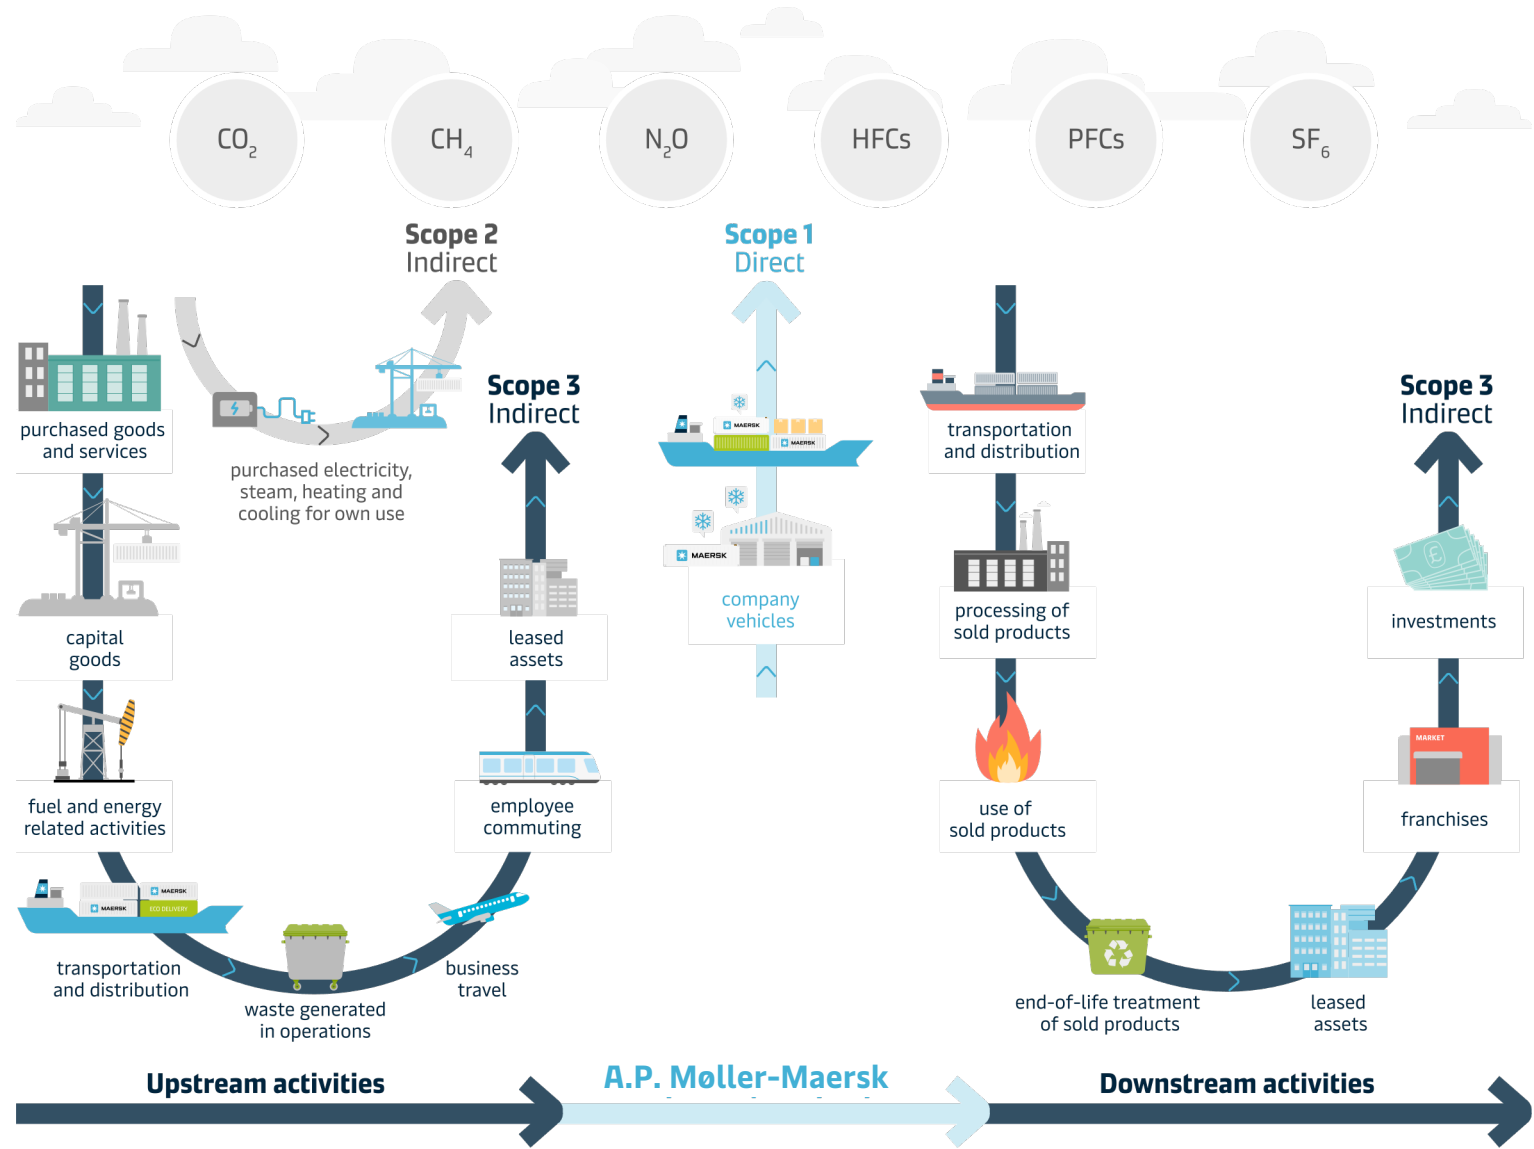 CO2
CH4
N2O
HFCs
PFCs
SF6
Scope 2
Indirect
Scope 1
Direct
Scope 3
Indirect
Scope 3
Indirect
purchased goods
and services
purchased electricity,
steam, heating and
cooling for own use
capital
goods
fuel and energy
related activities
MAERSK
MAERSK
ECO DELIVERY
transportation
and distribution
waste generated
in operations
business
travel
employee
commuting
leased
assets
MAERSK
MAERSK
MAERSK
company
vehicles
transportation
and distribution
processing of
sold products
use of
sold products
end-of-life treatment
of sold products
leased
assets
MARKET
franchises
£
investments
Upstream activities
A.P. Møller-Maersk
Downstream activities